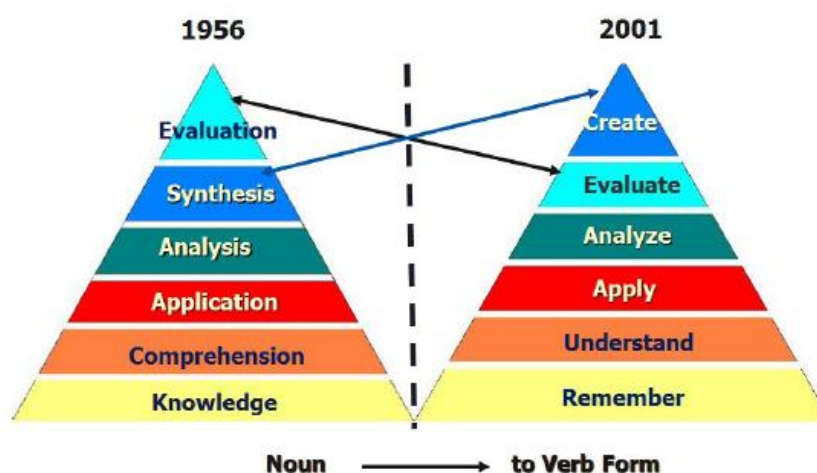 1956
2001
Evaluation
Synthesis
Analysis
Application
Comprehension
Knowledge
Create
Evaluate
Analyze
Apply
Understand
Remember
Noun to Verb Form